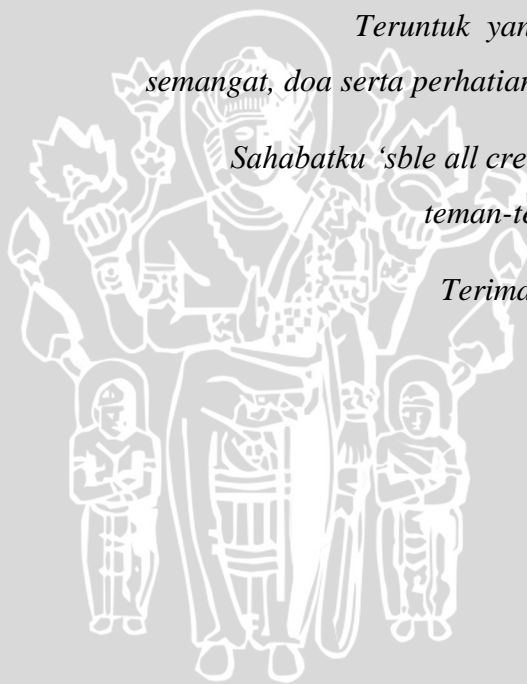 Teruntuk yan
semangat, doa serta perhatian
Sahabatku ‘sble all cre
teman-te
Terima